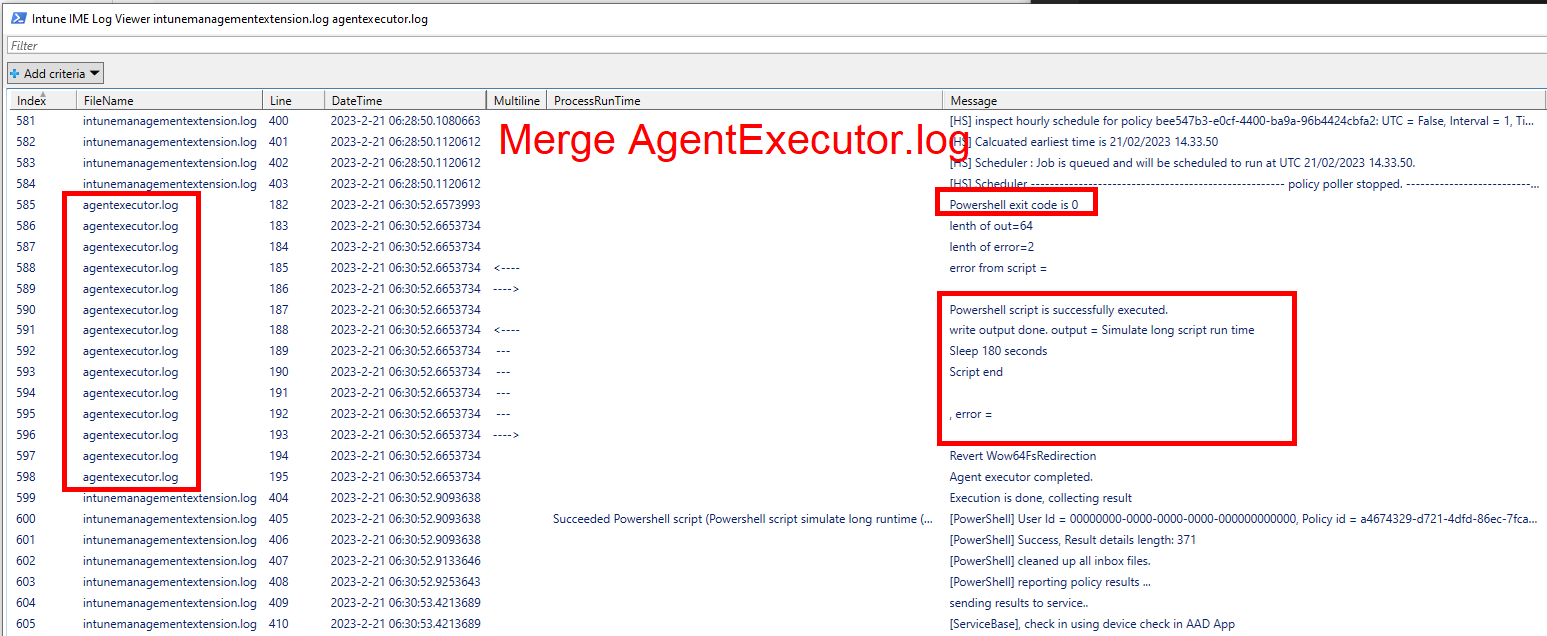 Intune IME Log Viewer intunemanagementextension.log agentexecutor.log
Filter
Add criteria
Index FileName Line DateTime Multiline ProcessRunTime Message
581 intunemanagementextension.log 400 2023-2-21 06:28:50.1080663 [HS] inspect hourly schedule for policy bee547b3-e0cf-4400-ba9a-96b4424cbfa2: UTC = False, Interval = 1, Ti...
Merge AgentExecutor.log
582 intunemanagementextension.log 401 2023-2-21 06:28:50.1120612 [HS] Calcuated earliest time is 21/02/2023 14.33.50
583 intunemanagementextension.log 402 2023-2-21 06:28:50.1120612 [HS] Scheduler : Job is queued and will be scheduled to run at UTC 21/02/2023 14.33.50.
584 intunemanagementextension.log 403 2023-2-21 06:28:50.1120612 [HS] Scheduler ----------------------------------------------------- policy poller stopped. --------------------------...
585 agentexecutor.log 182 2023-2-21 06:30:52.6573993 Powershell exit code is 0
586 agentexecutor.log 183 2023-2-21 06:30:52.6653734 lenth of out=64
587 agentexecutor.log 184 2023-2-21 06:30:52.6653734 lenth of error=2
588 agentexecutor.log 185 2023-2-21 06:30:52.6653734 <---- error from script =
589 agentexecutor.log 186 2023-2-21 06:30:52.6653734 ---->
590 agentexecutor.log 187 2023-2-21 06:30:52.6653734 Powershell script is successfully executed.
591 agentexecutor.log 188 2023-2-21 06:30:52.6653734 <---- write output done. output = Simulate long script run time
592 agentexecutor.log 189 2023-2-21 06:30:52.6653734 --- Sleep 180 seconds
593 agentexecutor.log 190 2023-2-21 06:30:52.6653734 --- Script end
594 agentexecutor.log 191 2023-2-21 06:30:52.6653734 ---
595 agentexecutor.log 192 2023-2-21 06:30:52.6653734 --- , error =
596 agentexecutor.log 193 2023-2-21 06:30:52.6653734 ---->
597 agentexecutor.log 194 2023-2-21 06:30:52.6653734 Revert Wow64FsRedirection
598 agentexecutor.log 195 2023-2-21 06:30:52.6653734 Agent executor completed.
599 intunemanagementextension.log 404 2023-2-21 06:30:52.9093638 Execution is done, collecting result
600 intunemanagementextension.log 405 2023-2-21 06:30:52.9093638 Succeeded Powershell script (Powershell script simulate long runtime (... [PowerShell] User Id = 00000000-0000-0000-0000-000000000000, Policy id = a4674329-d721-4dfd-86ec-7fca...
601 intunemanagementextension.log 406 2023-2-21 06:30:52.9093638 [PowerShell] Success, Result details length: 371
602 intunemanagementextension.log 407 2023-2-21 06:30:52.9133646 [PowerShell] cleaned up all inbox files.
603 intunemanagementextension.log 408 2023-2-21 06:30:52.9253643 [PowerShell] reporting policy results ...
604 intunemanagementextension.log 409 2023-2-21 06:30:53.4213689 sending results to service..
605 intunemanagementextension.log 410 2023-2-21 06:30:53.4213689 [ServiceBase], check in using device check in AAD App